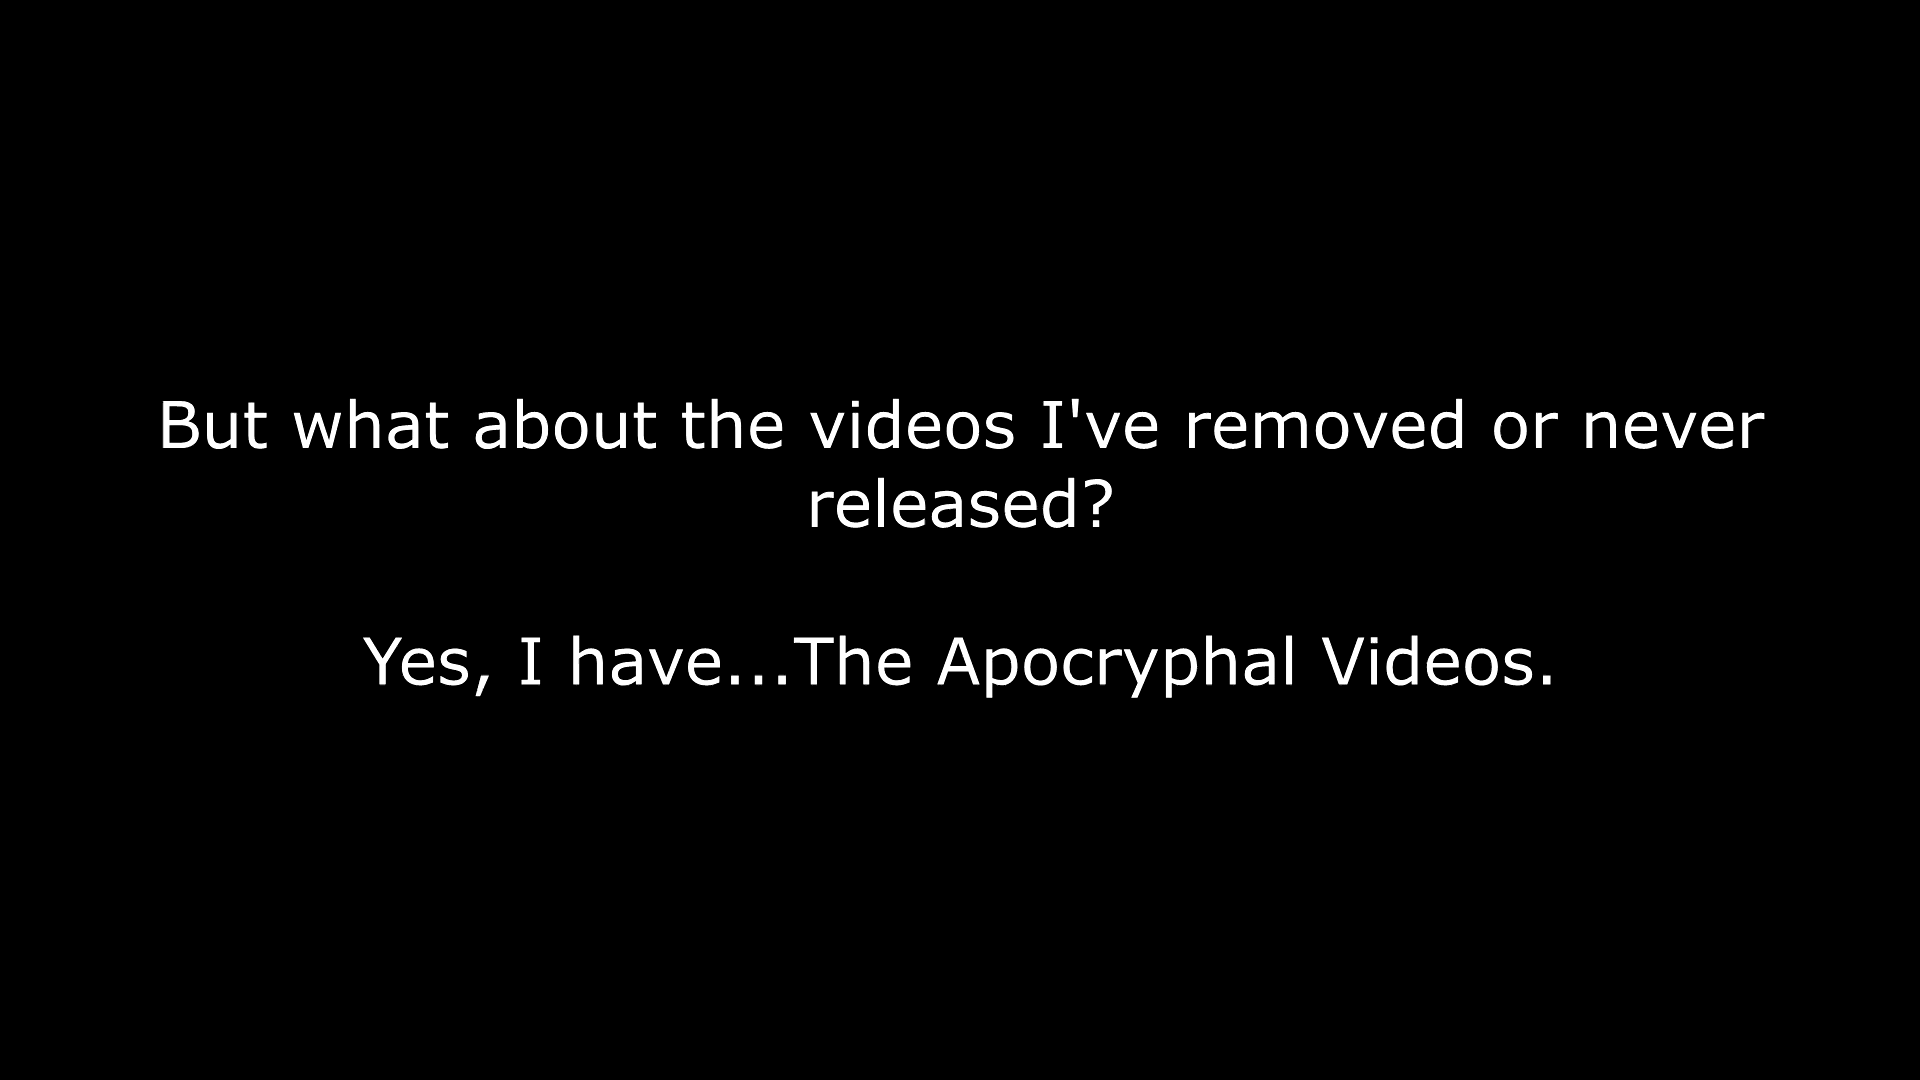 But what about the videos I've removed or never
released?
Yes, I have...The Apocryphal Videos.